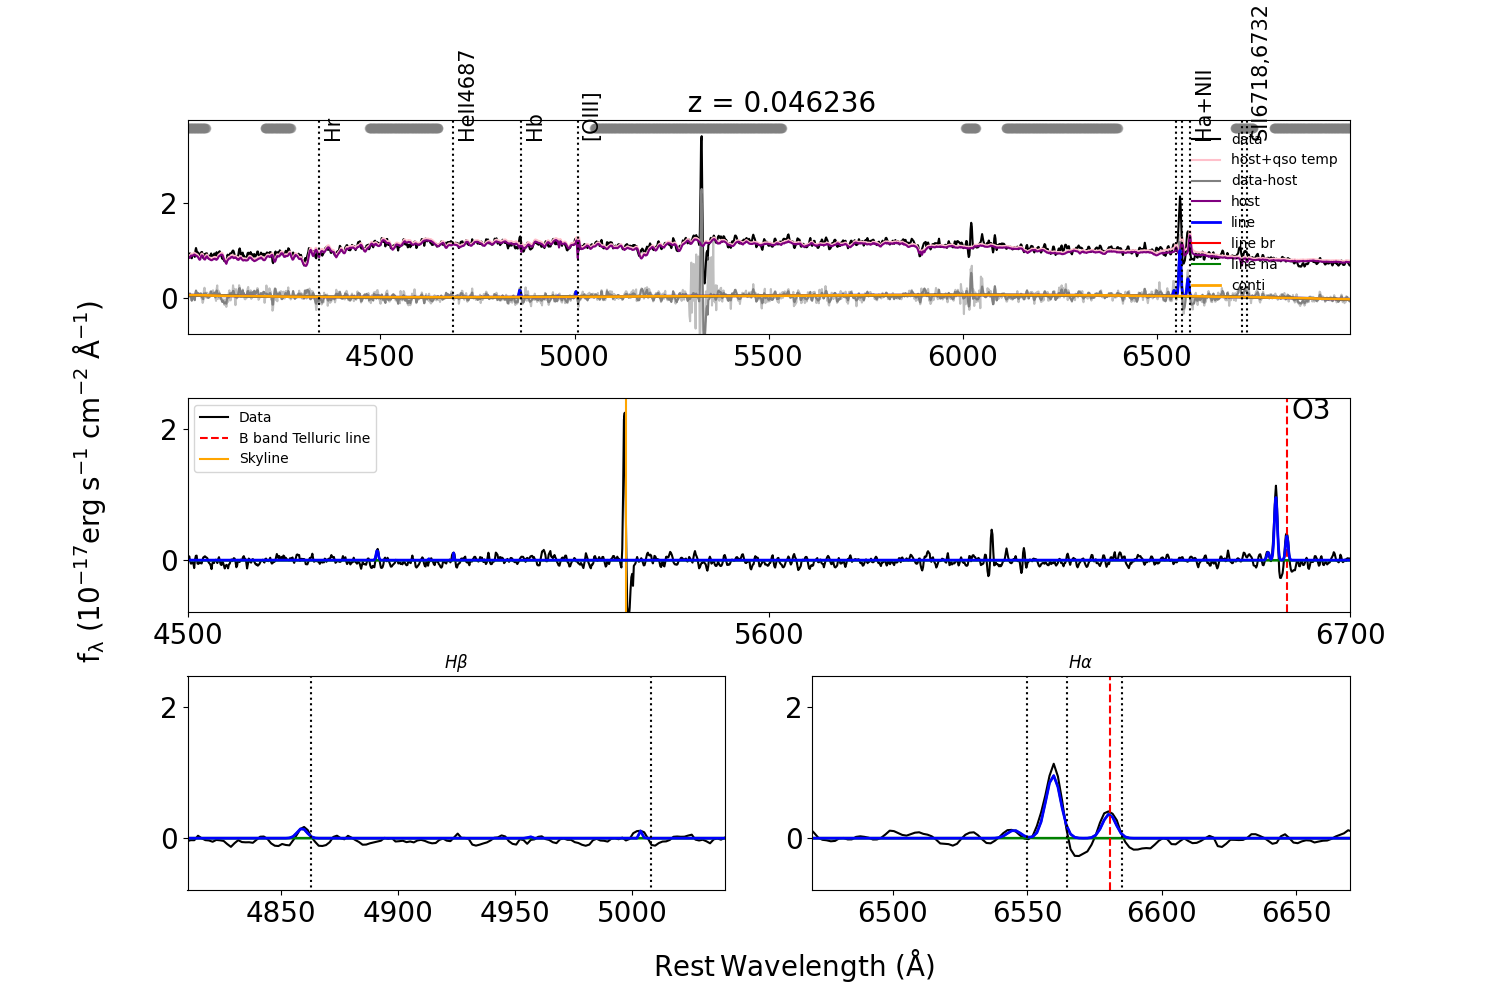 z = 0.046236
Hr
HeII4687
Hb
[OIII]
Ha+NII
SII6718,6732
data
host+qso temp
data-host
host
line
line br
line na
conti
2
0
4500 5000 5500 6000 6500
Data
B band Telluric line
Skyline
O3
2
0
4500 5600 6700
fλ (10⁻¹⁷erg s⁻¹ cm⁻² Å⁻¹)
Hβ
2
0
4850 4900 4950 5000
Hα
2
0
6500 6550 6600 6650
Rest Wavelength (Å)